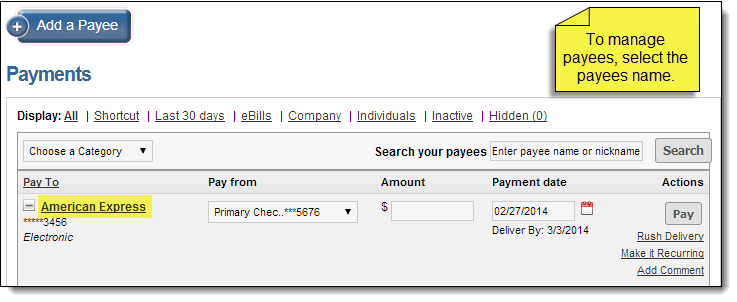 + Add a Payee
To manage
payees, select the
payees name.
Payments
Display: All | Shortcut | Last 30 days | eBills | Company | Individuals | Inactive | Hidden (0)
Choose a Category
Search your payees Enter payee name or nickname Search
Pay To Pay from Amount Payment date Actions
American Express Primary Chec..***5676 $ 02/27/2014 Pay
*****3456 Deliver By: 3/3/2014
Electronic Rush Delivery
Make it Recurring
Add Comment